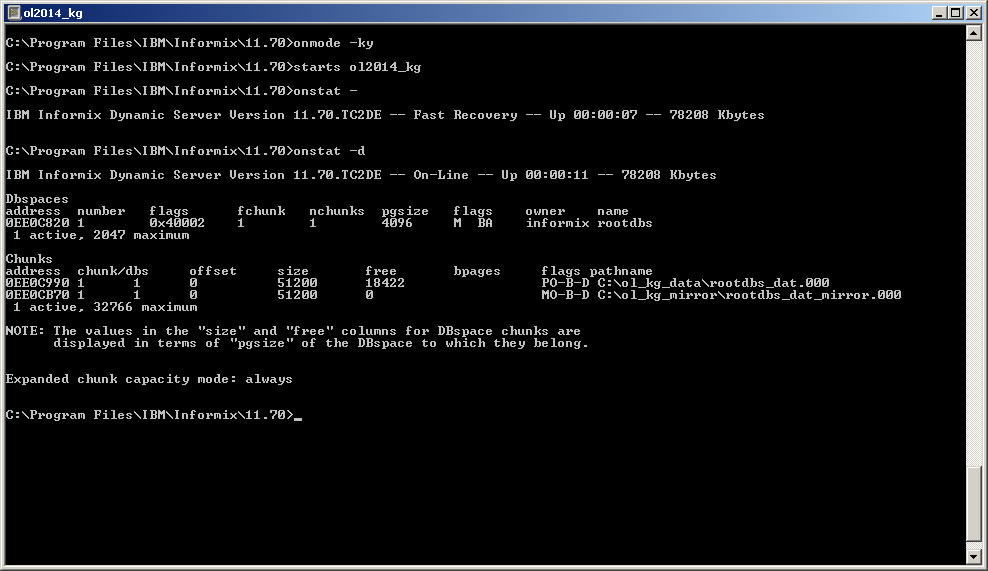 ol2014_kg
C:\Program Files\IBM\Informix\11.70>onmode -ky
C:\Program Files\IBM\Informix\11.70>starts ol2014_kg
C:\Program Files\IBM\Informix\11.70>onstat -
IBM Informix Dynamic Server Version 11.70.TC2DE -- Fast Recovery -- Up 00:00:07 -- 78208 Kbytes
C:\Program Files\IBM\Informix\11.70>onstat -d
IBM Informix Dynamic Server Version 11.70.TC2DE -- On-Line -- Up 00:00:11 -- 78208 Kbytes
Dbspaces
address  number   flags      fchunk   nchunks  pgsize   flags    owner    name
0EE0C820 1        0x40002    1        1        4096     M  BA    informix rootdbs
 1 active, 2047 maximum
Chunks
address  chunk/dbs     offset     size       free       bpages     flags pathname
0EE0C990 1      1      0          51200      18422                 PO-B-D C:\ol_kg_data\rootdbs_dat.000
0EE0CB70 1      1      0          51200      0                     MO-B-D C:\ol_kg_mirror\rootdbs_dat_mirror.000
 1 active, 32766 maximum
NOTE: The values in the "size" and "free" columns for DBspace chunks are
      displayed in terms of "pgsize" of the DBspace to which they belong.
Expanded chunk capacity mode: always
C:\Program Files\IBM\Informix\11.70>_